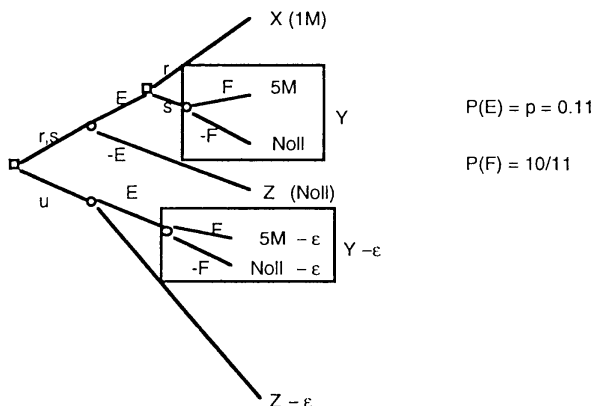 X (1M)
r
E
F
5M
s
-F
Noll
Y
P(E) = p = 0.11
P(F) = 10/11
r,s
-E
Z (Noll)
u
E
F
5M – ε
-F
Noll – ε
Y –ε
Z – ε